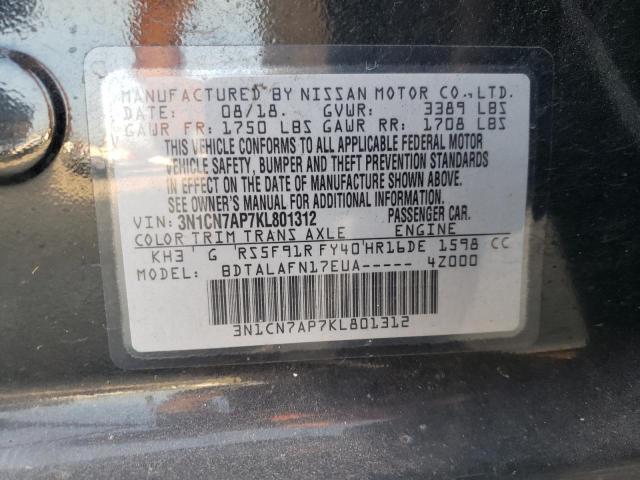 MANUFACTURED BY NISSAN MOTOR CO.,LTD.
DATE: 08/18. GVWR: 3389 LBS
GAWR FR: 1750 LBS GAWR RR: 1708 LBS
THIS VEHICLE CONFORMS TO ALL APPLICABLE FEDERAL MOTOR
VEHICLE SAFETY, BUMPER AND THEFT PREVENTION STANDARDS
IN EFFECT ON THE DATE OF MANUFACTURE SHOWN ABOVE.
SEE OWNER'S MANUAL FOR ADDITIONAL INFORMATION.
VIN: 3N1CN7AP7KL801312 PASSENGER CAR.
COLOR TRIM TRANS AXLE ENGINE
KH3 G RS5F91R FY40 HR16DE 1598 CC
MODEL: BDTALAFN17EUA----- 4Z000
3N1CN7AP7KL801312